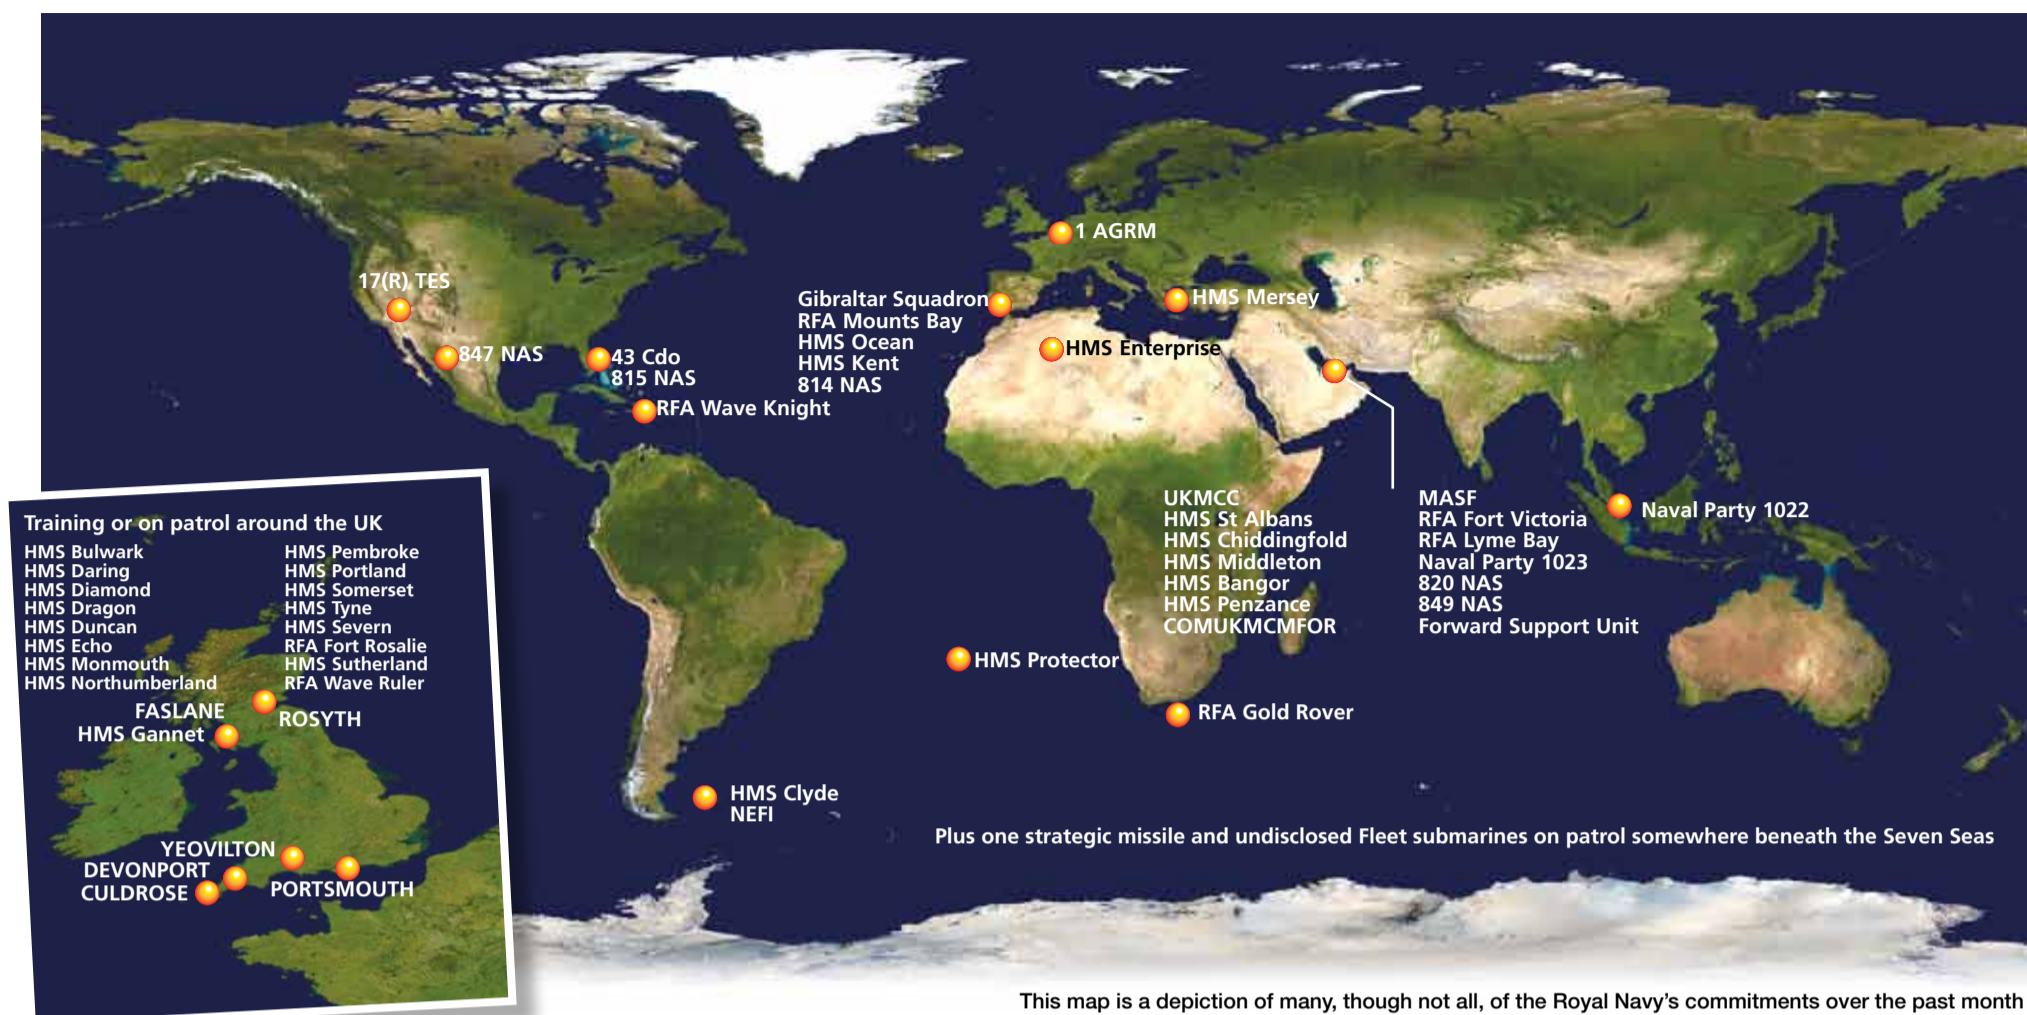 1 AGRM
17(R) TES
Gibraltar Squadron
RFA Mounts Bay
HMS Ocean
HMS Kent
814 NAS
HMS Mersey
HMS Enterprise
847 NAS
43 Cdo
815 NAS
RFA Wave Knight
UKMCC
HMS St Albans
HMS Chiddingfold
HMS Middleton
HMS Bangor
HMS Penzance
COMUKMCMFOR
MASF
RFA Fort Victoria
RFA Lyme Bay
Naval Party 1023
820 NAS
849 NAS
Forward Support Unit
Naval Party 1022
HMS Protector
RFA Gold Rover
HMS Clyde
NEFI
Training or on patrol around the UK
HMS Bulwark
HMS Daring
HMS Diamond
HMS Dragon
HMS Duncan
HMS Echo
HMS Monmouth
HMS Northumberland
HMS Pembroke
HMS Portland
HMS Somerset
HMS Tyne
HMS Severn
RFA Fort Rosalie
HMS Sutherland
RFA Wave Ruler
FASLANE
ROSYTH
HMS Gannet
YEOVILTON
DEVONPORT
CULDROSE
PORTSMOUTH
Plus one strategic missile and undisclosed Fleet submarines on patrol somewhere beneath the Seven Seas
This map is a depiction of many, though not all, of the Royal Navy's commitments over the past month